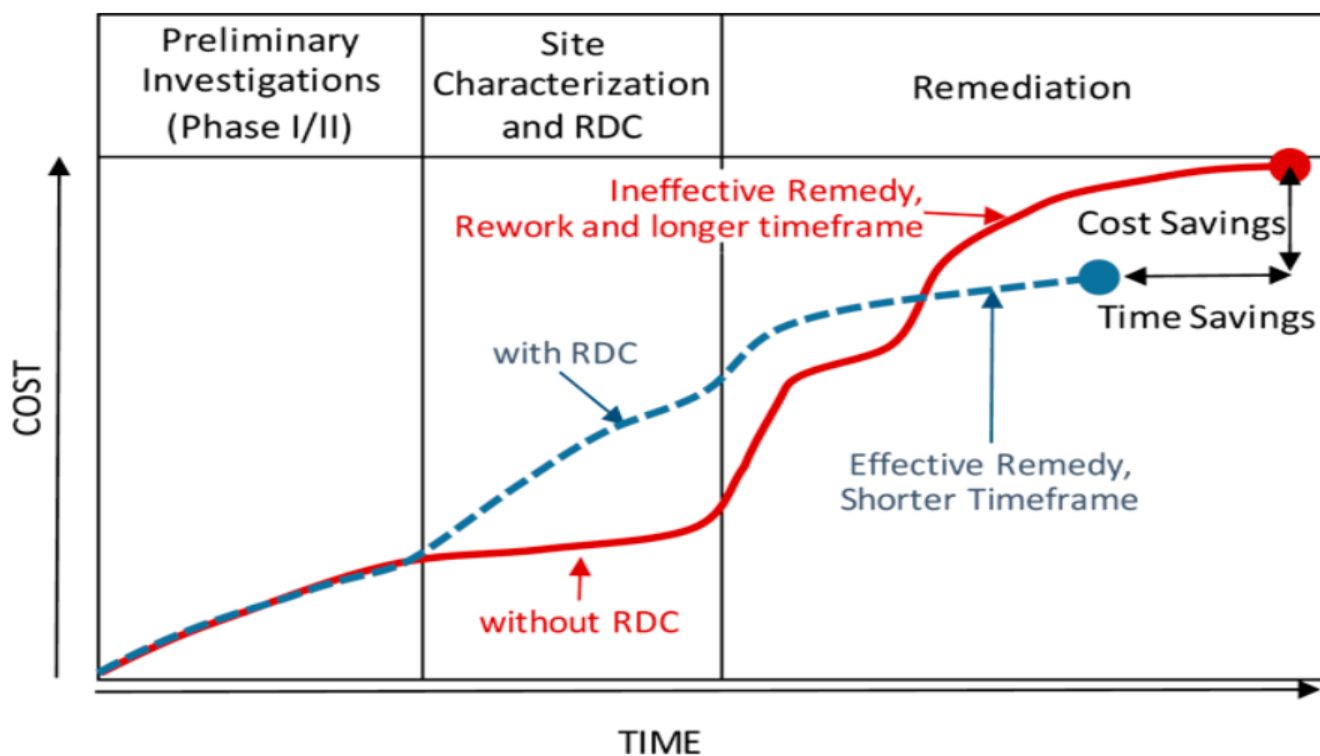 Preliminary
Investigations
(Phase I/II)
Site
Characterization
and RDC
Remediation
Ineffective Remedy,
Rework and longer timeframe
Cost Savings
Time Savings
with RDC
Effective Remedy,
Shorter Timeframe
without RDC
COST
TIME